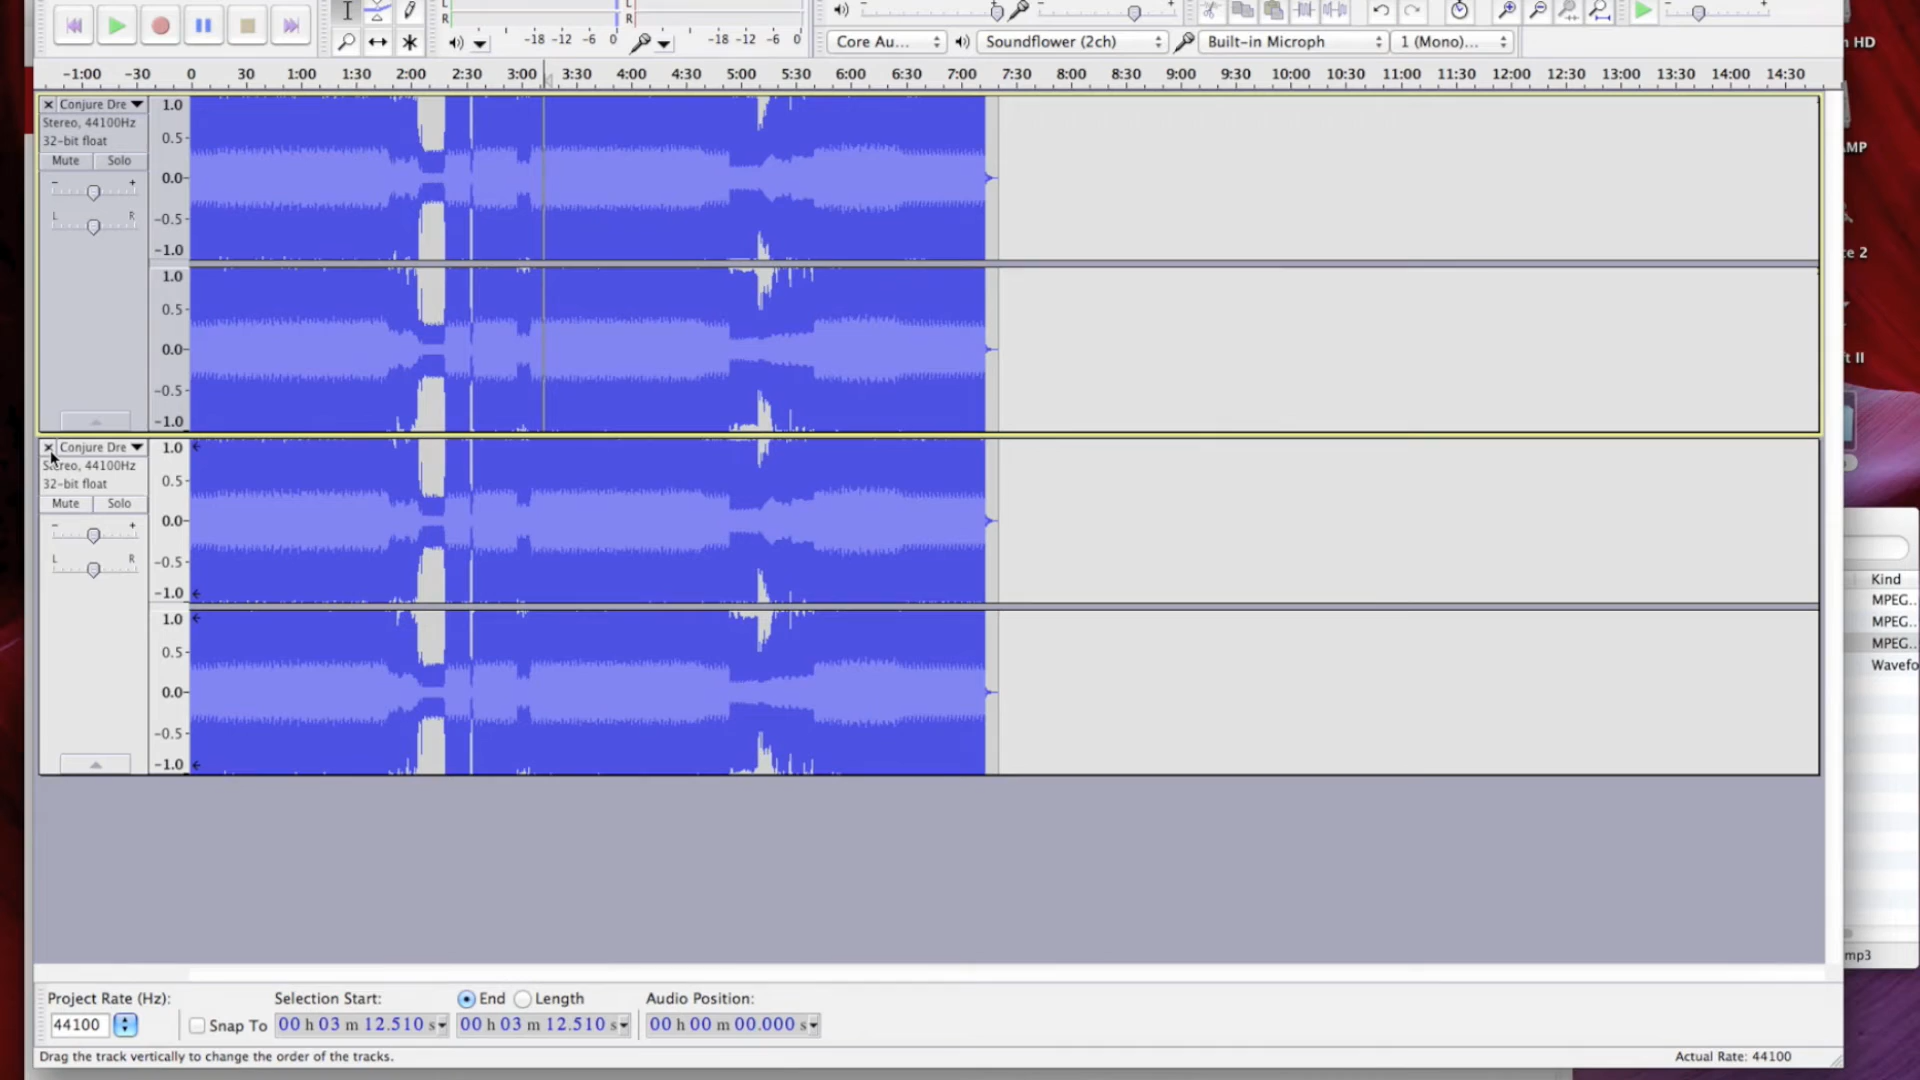 L
R
L
R
-18 -12 -6 0
-18 -12 -6 0
Core Au...
Soundflower (2ch)
Built-in Microph
1 (Mono)...
-1:00 -30 0 30 1:00 1:30 2:00 2:30 3:00 3:30 4:00 4:30 5:00 5:30 6:00 6:30 7:00 7:30 8:00 8:30 9:00 9:30 10:00 10:30 11:00 11:30 12:00 12:30 13:00 13:30 14:00 14:30
Conjure Dre
Stereo, 44100Hz
32-bit float
Mute Solo
- +
L R
1.0
0.5-
0.0-
-0.5-
-1.0
1.0
0.5-
0.0-
-0.5-
-1.0
Conjure Dre
Stereo, 44100Hz
32-bit float
Mute Solo
- +
L R
1.0
0.5-
0.0-
-0.5-
-1.0
1.0
0.5-
0.0-
-0.5-
-1.0
HD
AMP
ce 2
ft II
Kind
MPEG...
MPEG...
MPEG...
Wavefo
mp3
Project Rate (Hz):
44100
Snap To
Selection Start:
00 h 03 m 12.510 s
End Length
00 h 03 m 12.510 s
Audio Position:
00 h 00 m 00.000 s
Drag the track vertically to change the order of the tracks.
Actual Rate: 44100